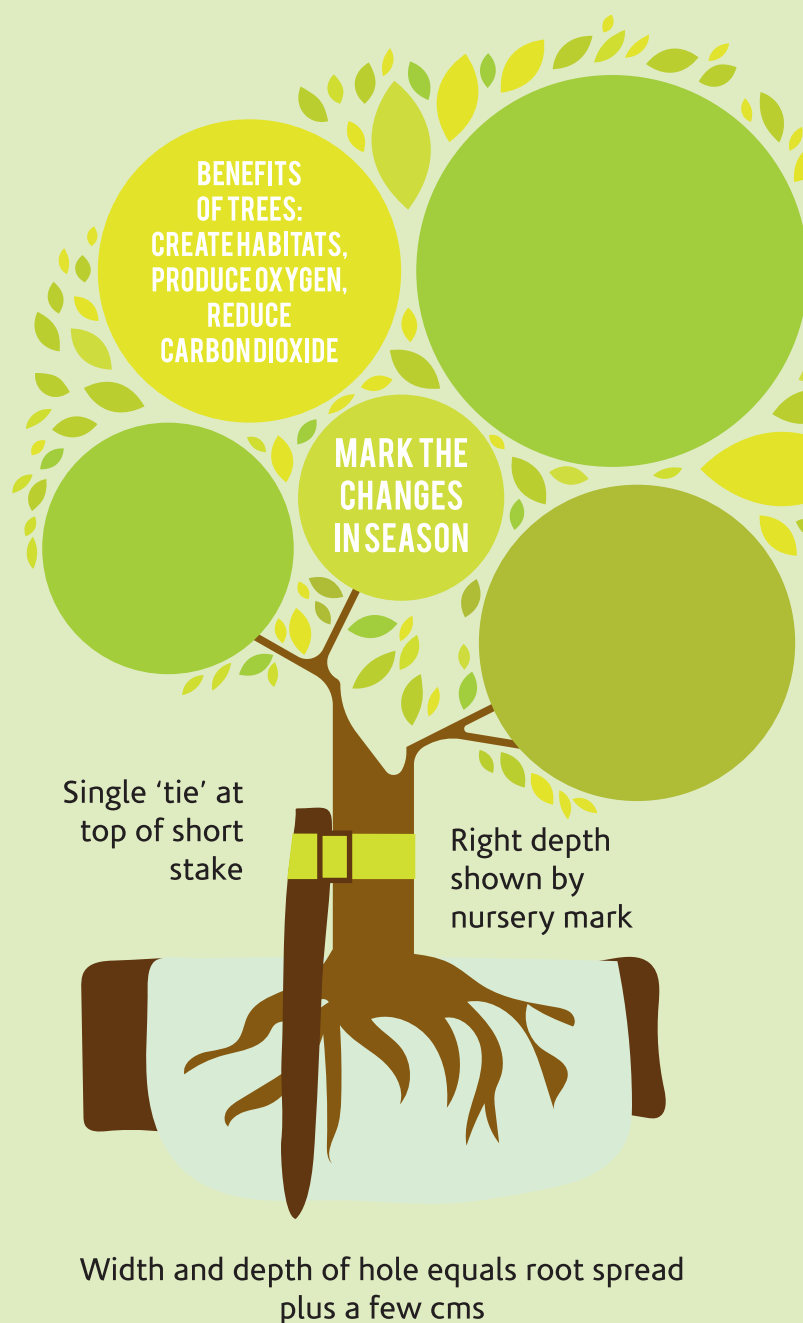 BENEFITS
OF TREES:
CREATE HABITATS,
PRODUCE OXYGEN,
REDUCE
CARBON DIOXIDE
MARK THE
CHANGES
IN SEASON
Single ‘tie’ at
top of short
stake
Right depth
shown by
nursery mark
Width and depth of hole equals root spread
plus a few cms